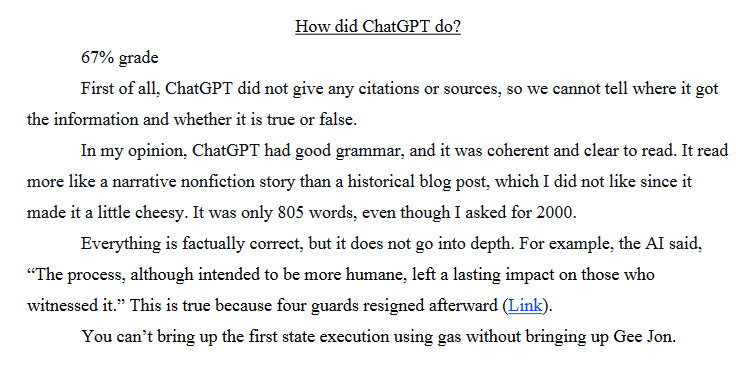 How did ChatGPT do?
67% grade
First of all, ChatGPT did not give any citations or sources, so we cannot tell where it got
the information and whether it is true or false.
In my opinion, ChatGPT had good grammar, and it was coherent and clear to read. It read
more like a narrative nonfiction story than a historical blog post, which I did not like since it
made it a little cheesy. It was only 805 words, even though I asked for 2000.
Everything is factually correct, but it does not go into depth. For example, the AI said,
“The process, although intended to be more humane, left a lasting impact on those who
witnessed it.” This is true because four guards resigned afterward (Link).
You can’t bring up the first state execution using gas without bringing up Gee Jon.